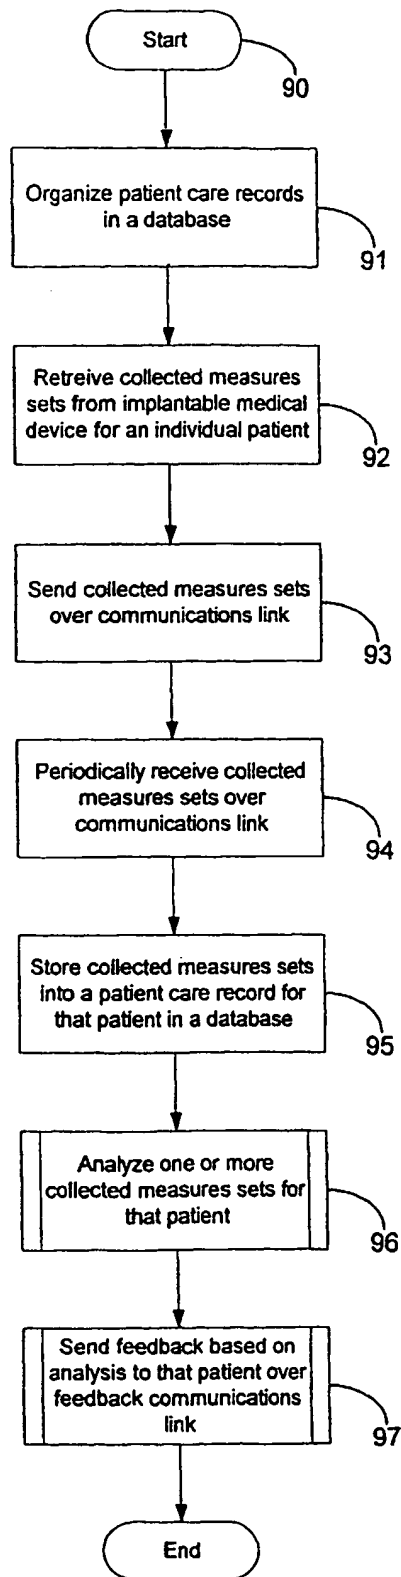 Start
90
Organize patient care records
in a database
91
Retreive collected measures
sets from implantable medical
device for an individual patient
92
Send collected measures sets
over communications link
93
Periodically receive collected
measures sets over
communications link
94
Store collected measures sets
into a patient care record for
that patient in a database
95
Analyze one or more
collected measures sets for
that patient
96
Send feedback based on
analysis to that patient over
feedback communications
link
97
End